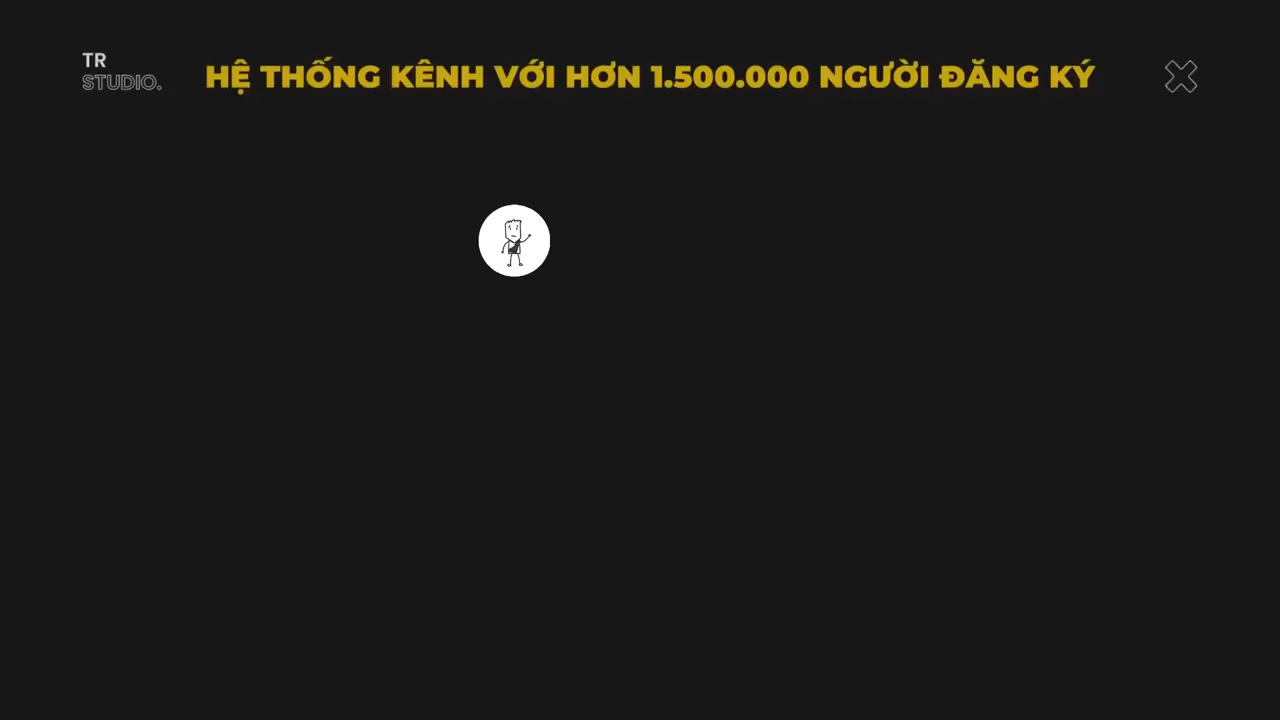 TR
STUDIO.
HỆ THỐNG KÊNH VỚI HƠN 1.500.000 NGƯỜI ĐĂNG KÝ